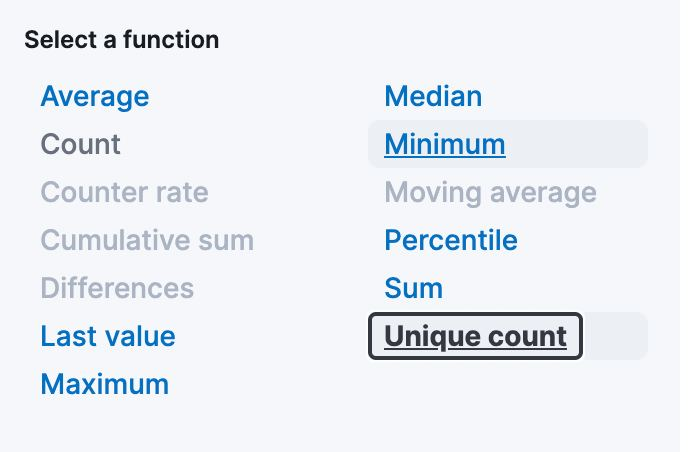 Select a function
Average
Count
Counter rate
Cumulative sum
Differences
Last value
Maximum
Median
Minimum
Moving average
Percentile
Sum
Unique count